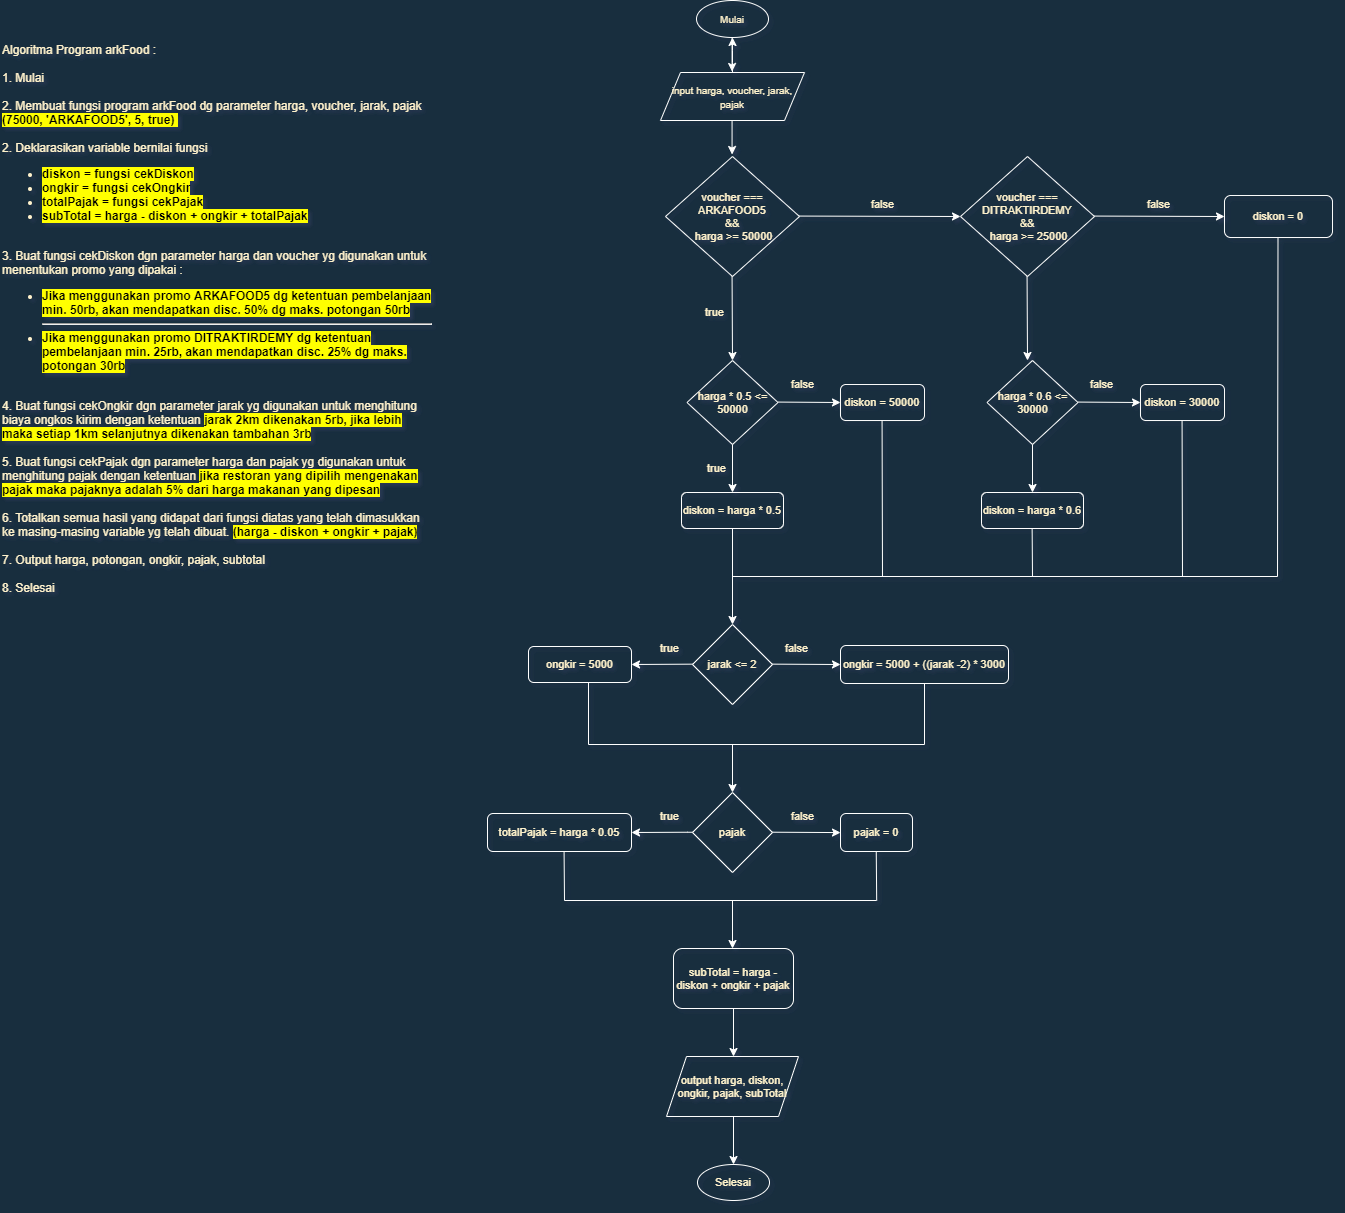 Algoritma Program arkFood :
1. Mulai
2. Membuat fungsi program arkFood dg parameter harga, voucher, jarak, pajak
(75000, 'ARKAFOOD5', 5, true)
2. Deklarasikan variable bernilai fungsi
diskon = fungsi cekDiskon
ongkir = fungsi cekOngkir
totalPajak = fungsi cekPajak
subTotal = harga - diskon + ongkir + totalPajak
3. Buat fungsi cekDiskon dgn parameter harga dan voucher yg digunakan untuk
menentukan promo yang dipakai :
Jika menggunakan promo ARKAFOOD5 dg ketentuan pembelanjaan
min. 50rb, akan mendapatkan disc. 50% dg maks. potongan 50rb
Jika menggunakan promo DITRAKTIRDEMY dg ketentuan
pembelanjaan min. 25rb, akan mendapatkan disc. 25% dg maks.
potongan 30rb
4. Buat fungsi cekOngkir dgn parameter jarak yg digunakan untuk menghitung
biaya ongkos kirim dengan ketentuan jarak 2km dikenakan 5rb, jika lebih
maka setiap 1km selanjutnya dikenakan tambahan 3rb
5. Buat fungsi cekPajak dgn parameter harga dan pajak yg digunakan untuk
menghitung pajak dengan ketentuan jika restoran yang dipilih mengenakan
pajak maka pajaknya adalah 5% dari harga makanan yang dipesan
6. Totalkan semua hasil yang didapat dari fungsi diatas yang telah dimasukkan
ke masing-masing variable yg telah dibuat. (harga - diskon + ongkir + pajak)
7. Output harga, potongan, ongkir, pajak, subtotal
8. Selesai
Mulai
input harga, voucher, jarak,
pajak
voucher ===
ARKAFOOD5
&&
harga >= 50000
false
voucher ===
DITRAKTIRDEMY
&&
harga >= 25000
false
diskon = 0
true
harga * 0.5 <=
50000
false
diskon = 50000
harga * 0.6 <=
30000
false
diskon = 30000
true
diskon = harga * 0.5
diskon = harga * 0.6
ongkir = 5000
true
jarak <= 2
false
ongkir = 5000 + ((jarak -2) * 3000
totalPajak = harga * 0.05
true
pajak
false
pajak = 0
subTotal = harga -
diskon + ongkir + pajak
output harga, diskon,
ongkir, pajak, subTotal
Selesai